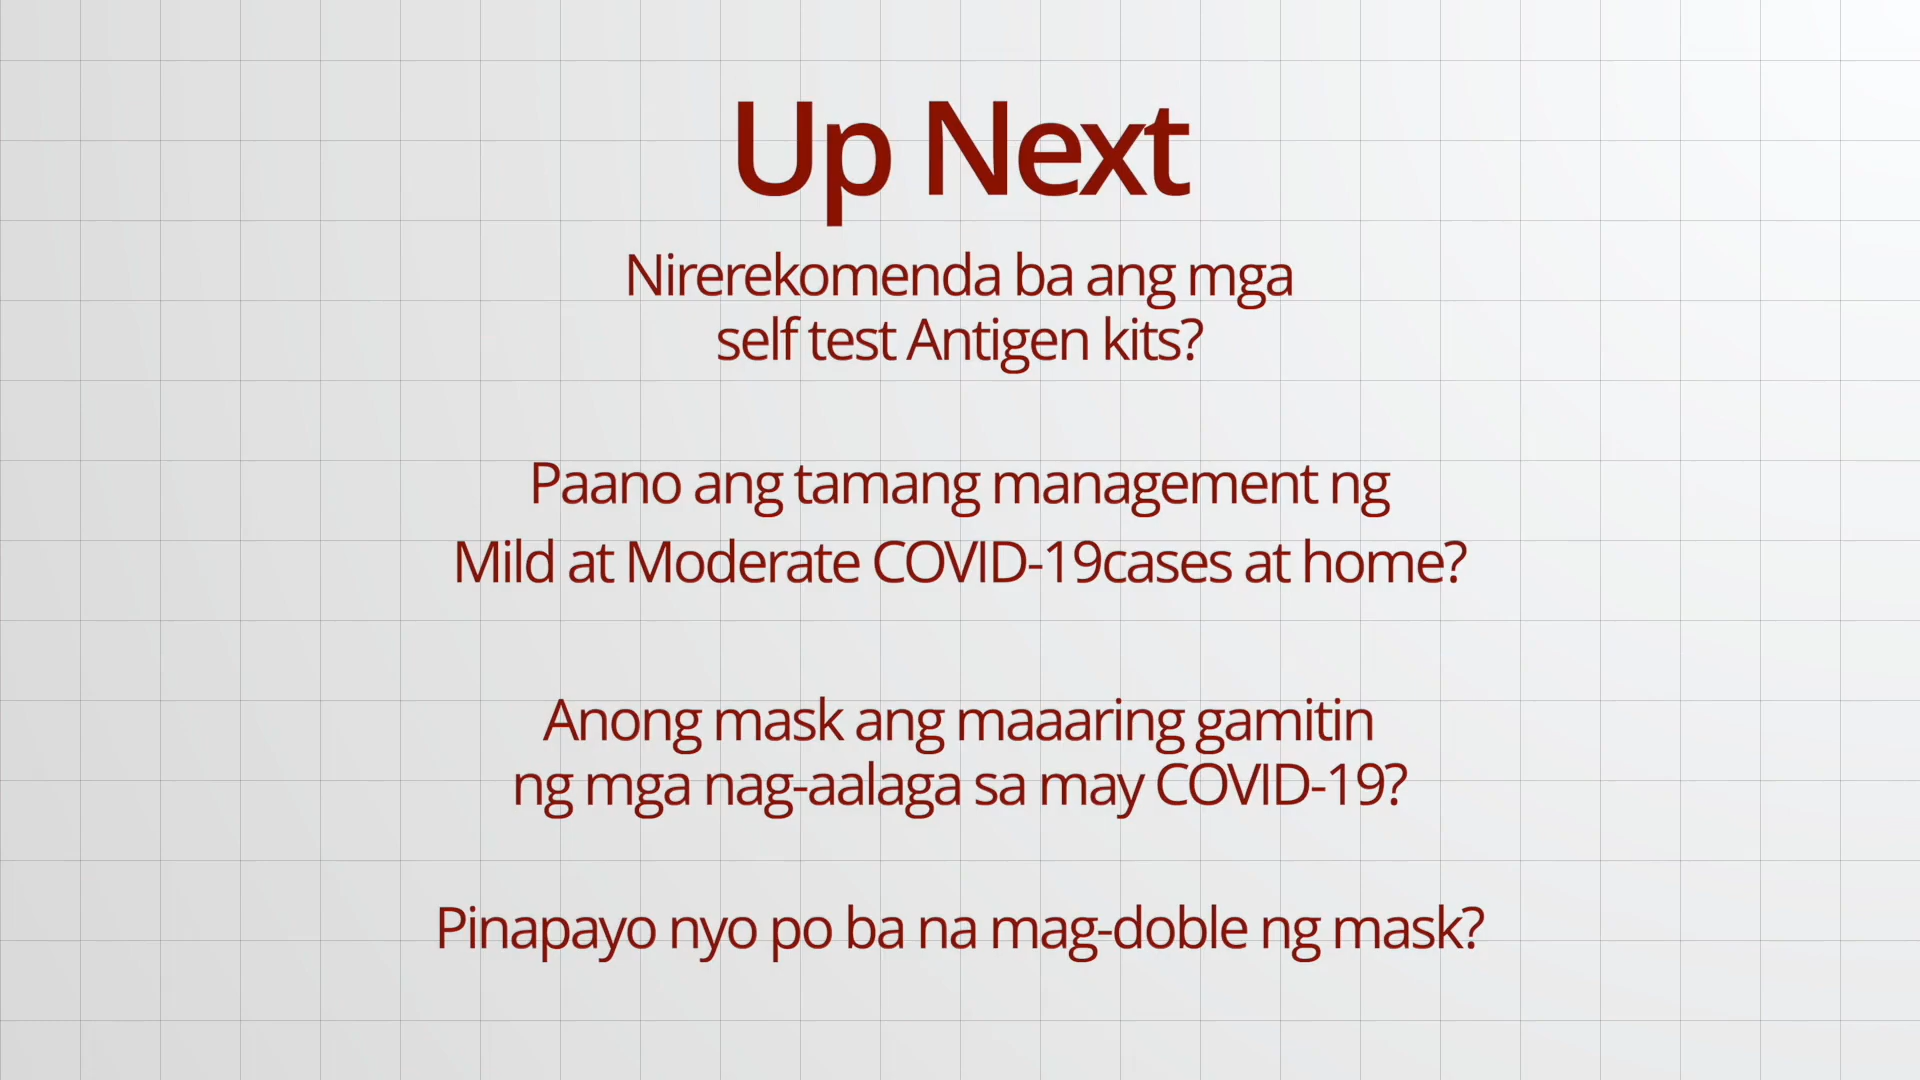 Up Next
Nirerekomenda ba ang mga
self test Antigen kits?
Paano ang tamang management ng
Mild at Moderate COVID-19cases at home?
Anong mask ang maaaring gamitin
ng mga nag-aalaga sa may COVID-19?
Pinapayo nyo po ba na mag-doble ng mask?